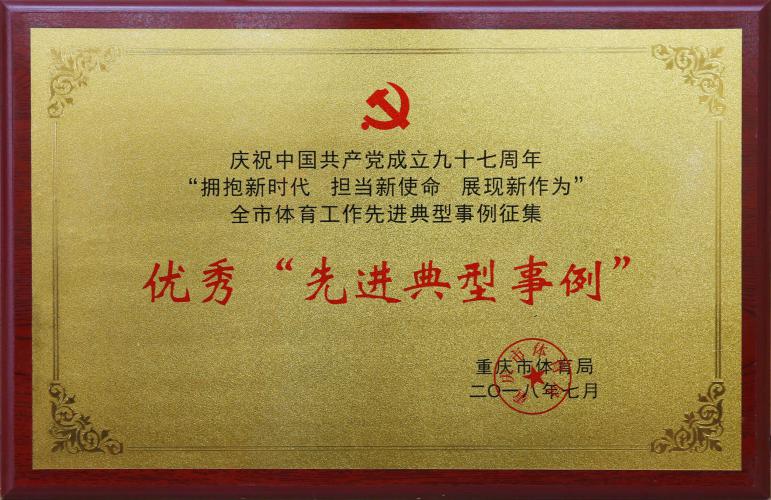 庆祝中国共产党成立九十七周年
“拥抱新时代 担当新使命 展现新作为”
全市体育工作先进典型事例征集
优秀“先进典型事例”
重庆市体育局
二〇一八年七月